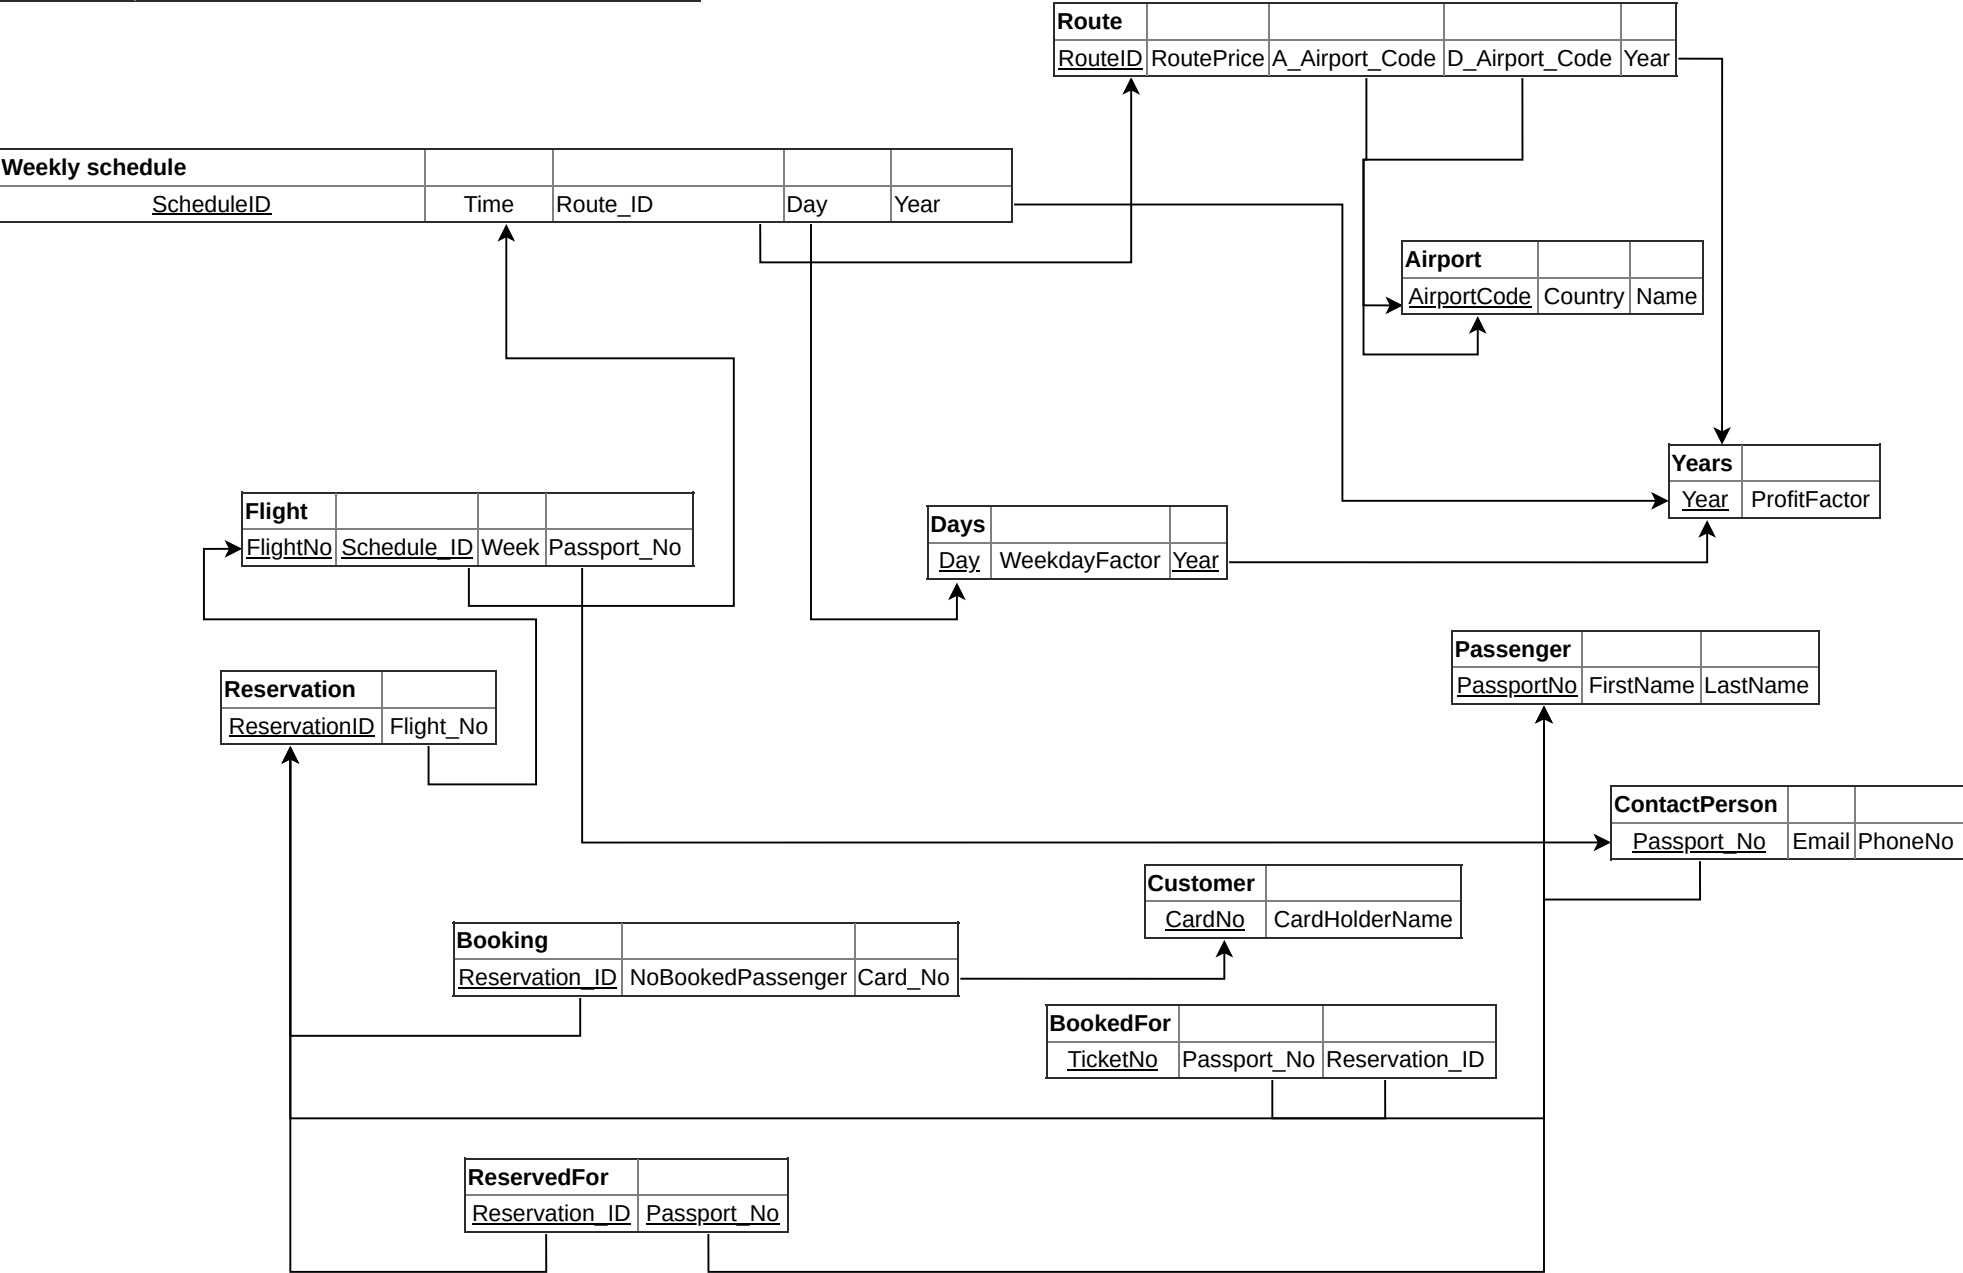 Route
RouteID RoutePrice A_Airport_Code D_Airport_Code Year
Weekly schedule
ScheduleID Time Route_ID Day Year
Airport
AirportCode Country Name
Years
Year ProfitFactor
Flight
FlightNo Schedule_ID Week Passport_No
Days
Day WeekdayFactor Year
Passenger
PassportNo FirstName LastName
Reservation
ReservationID Flight_No
ContactPerson
Passport_No Email PhoneNo
Customer
CardNo CardHolderName
Booking
Reservation_ID NoBookedPassenger Card_No
BookedFor
TicketNo Passport_No Reservation_ID
ReservedFor
Reservation_ID Passport_No